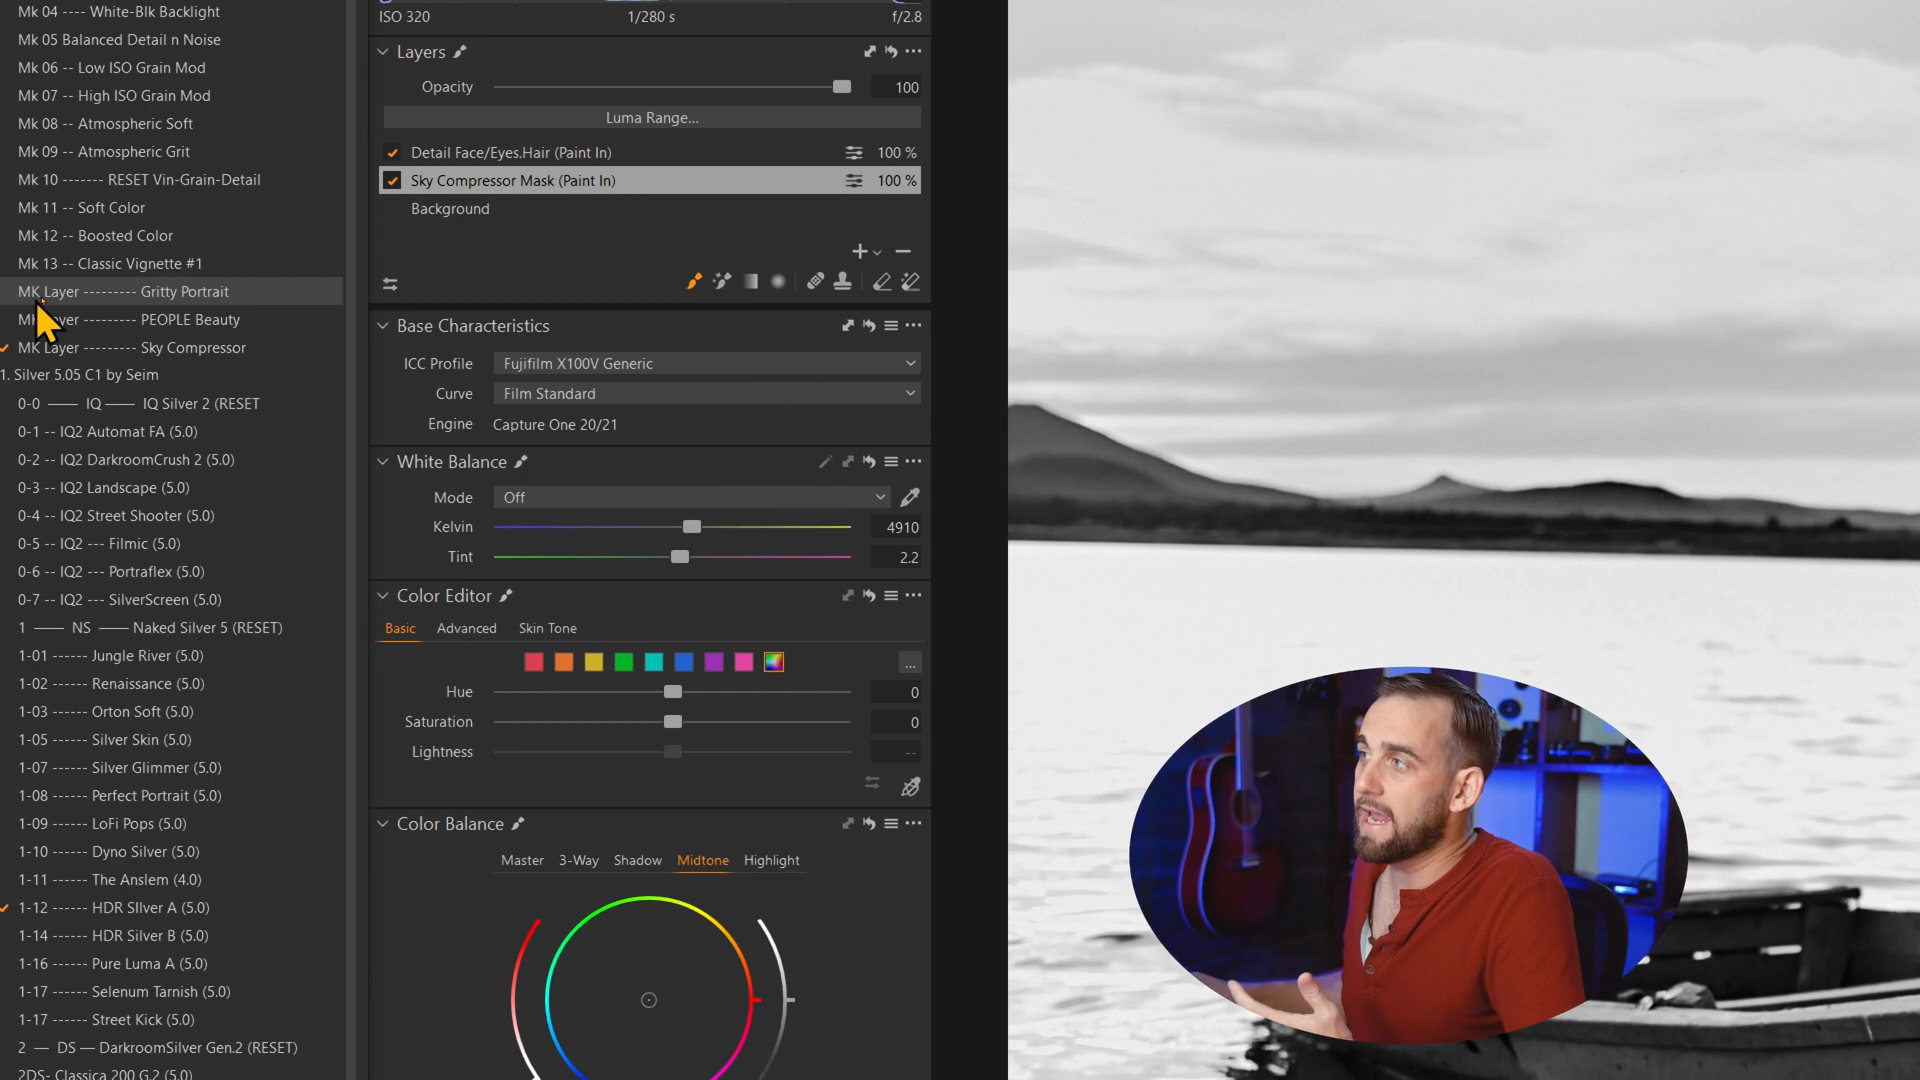 Mk 04 ---- White-Blk Backlight
Mk 05 Balanced Detail n Noise
Mk 06 -- Low ISO Grain Mod
Mk 07 -- High ISO Grain Mod
Mk 08 -- Atmospheric Soft
Mk 09 -- Atmospheric Grit
Mk 10 ------- RESET Vin-Grain-Detail
Mk 11 -- Soft Color
Mk 12 -- Boosted Color
Mk 13 -- Classic Vignette #1
MK Layer --------- Gritty Portrait
--------- PEOPLE Beauty
MK Layer --------- Sky Compressor
1. Silver 5.05 C1 by Seim
0-0 —— IQ —— IQ Silver 2 (RESET
0-1 -- IQ2 Automat FA (5.0)
0-2 -- IQ2 DarkroomCrush 2 (5.0)
0-3 -- IQ2 Landscape (5.0)
0-4 -- IQ2 Street Shooter (5.0)
0-5 -- IQ2 --- Filmic (5.0)
0-6 -- IQ2 --- Portraflex (5.0)
0-7 -- IQ2 --- SilverScreen (5.0)
1 —— NS —— Naked Silver 5 (RESET)
1-01 ------ Jungle River (5.0)
1-02 ------ Renaissance (5.0)
1-03 ------ Orton Soft (5.0)
1-05 ------ Silver Skin (5.0)
1-07 ------ Silver Glimmer (5.0)
1-08 ------ Perfect Portrait (5.0)
1-09 ------ LoFi Pops (5.0)
1-10 ------ Dyno Silver (5.0)
1-11 ------ The Anslem (4.0)
1-12 ------ HDR SIlver A (5.0)
1-14 ------ HDR Silver B (5.0)
1-16 ------ Pure Luma A (5.0)
1-17 ------ Selenum Tarnish (5.0)
1-17 ------ Street Kick (5.0)
2 — DS — DarkroomSilver Gen.2 (RESET)
2DS- Classica 200 G.2 (5.0)
ISO 320 1/280 s f/2.8
Layers
Opacity 100
Luma Range...
Detail Face/Eyes.Hair (Paint In) 100 %
Sky Compressor Mask (Paint In) 100 %
Background
Base Characteristics
ICC Profile Fujifilm X100V Generic
Curve Film Standard
Engine Capture One 20/21
White Balance
Mode Off
Kelvin 4910
Tint 2.2
Color Editor
Basic Advanced Skin Tone
...
Hue 0
Saturation 0
Lightness --
Color Balance
Master 3-Way Shadow Midtone Highlight